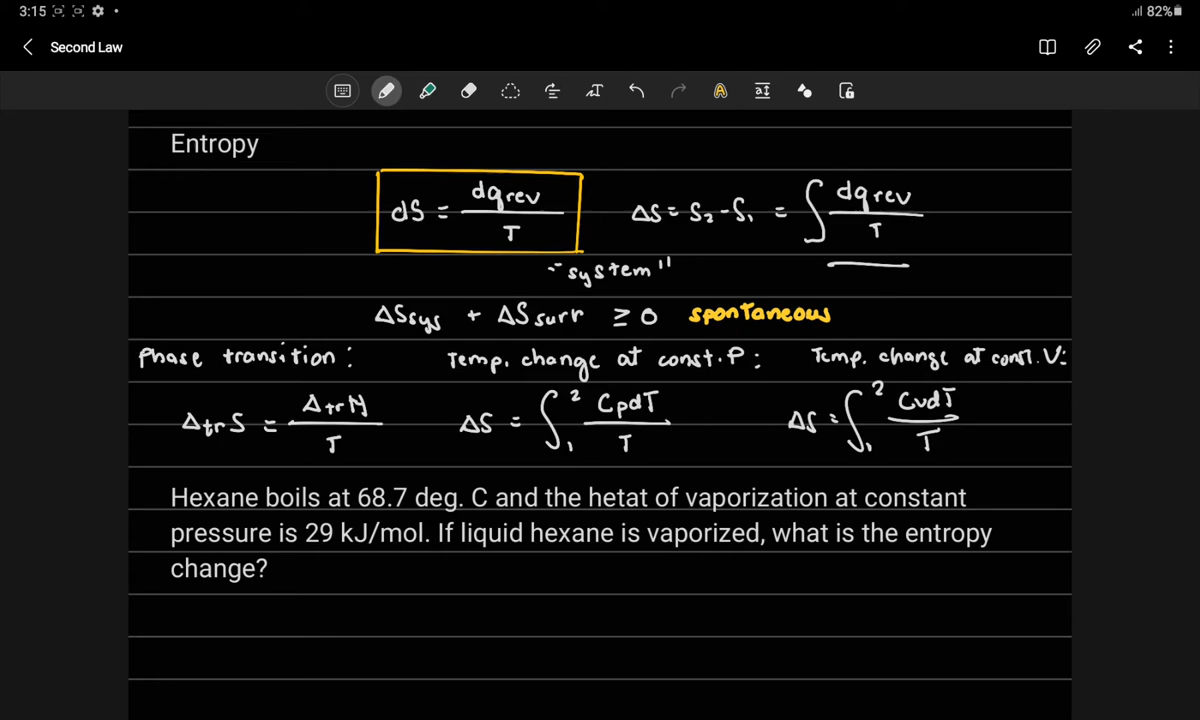 3:15 82%
Second Law
Entropy
dS = dqrev / T ΔS = S2 - S1 = ∫ dqrev / T
"system"
ΔSsys + ΔSsurr ≥ 0 spontaneous
Phase transition: Temp. change at const. P: Temp. change at const. V:
ΔtrS = ΔtrH / T ΔS = ∫₁² CpdT / T ΔS = ∫₁² CvdT / T
Hexane boils at 68.7 deg. C and the hetat of vaporization at constant
pressure is 29 kJ/mol. If liquid hexane is vaporized, what is the entropy
change?